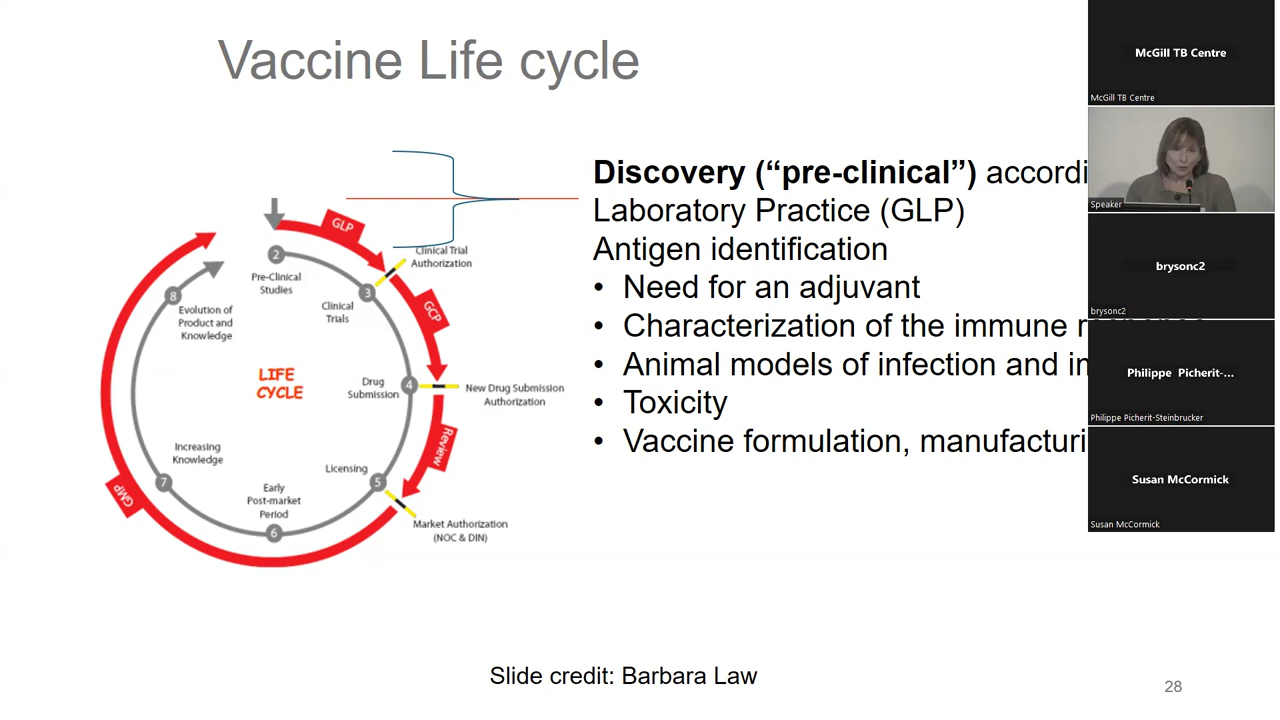 Vaccine Life cycle
Discovery (“pre-clinical”) accordi
Laboratory Practice (GLP)
Antigen identification
• Need for an adjuvant
• Characterization of the immune
• Animal models of infection and
• Toxicity
• Vaccine formulation, manufacturi
GLP
Clinical Trial
Authorization
2
Pre-Clinical
Studies
3
Clinical
Trials
GCP
8
Evolution of
Product and
Knowledge
LIFE
CYCLE
Drug
Submission
4
New Drug Submission
Authorization
Review
Increasing
Knowledge
7
Licensing
5
Early
Post-market
Period
6
GMP
Market Authorization
(NOC & DIN)
Slide credit: Barbara Law
28
McGill TB Centre
McGill TB Centre
Speaker
brysonc2
brysonc2
Philippe Picherit-...
Philippe Picherit-Steinbrucker
Susan McCormick
Susan McCormick